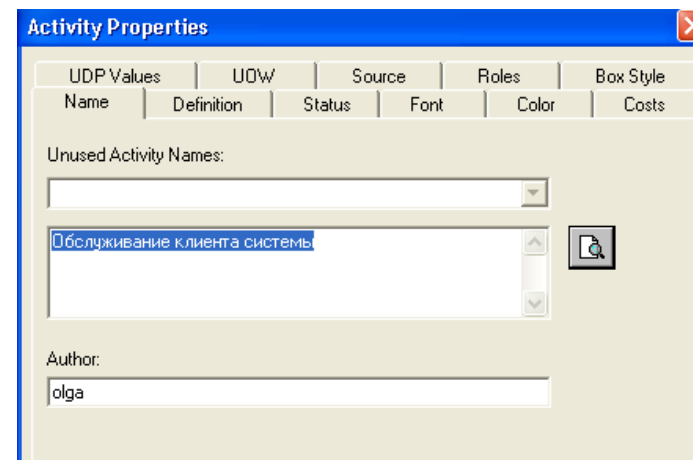 Activity Properties
UDP Values UOW Source Roles Box Style
Name Definition Status Font Color Costs
Unused Activity Names:
Обслуживание клиента системы
Author:
olga